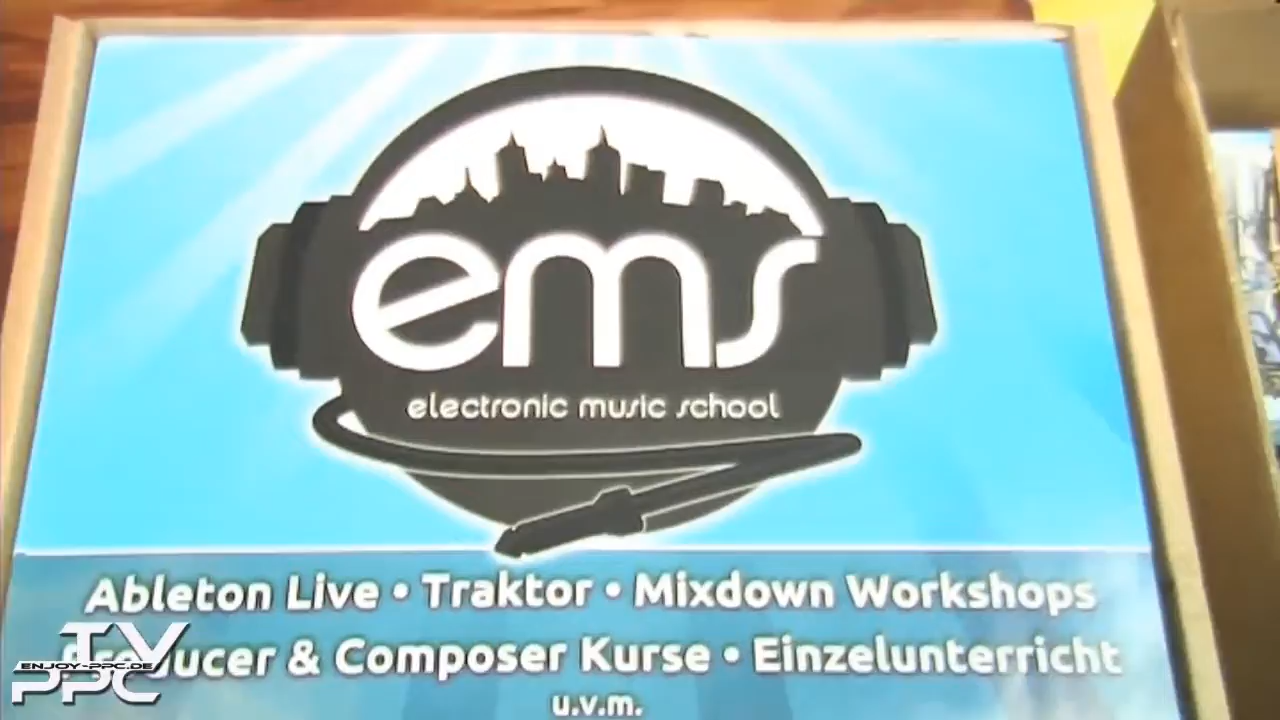 ems
electronic music school
Ableton Live • Traktor • Mixdown Workshops
Producer & Composer Kurse • Einzelunterricht
u.v.m.
TV
ENJOY-PPC.DE
PPC